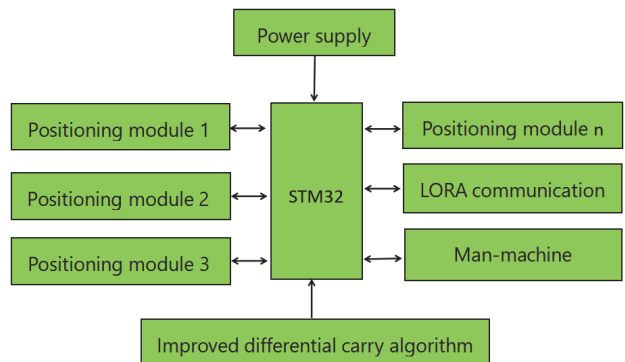 Power supply
Positioning module 1
Positioning module n
Positioning module 2
STM32
LORA communication
Positioning module 3
Man-machine
Improved differential carry algorithm